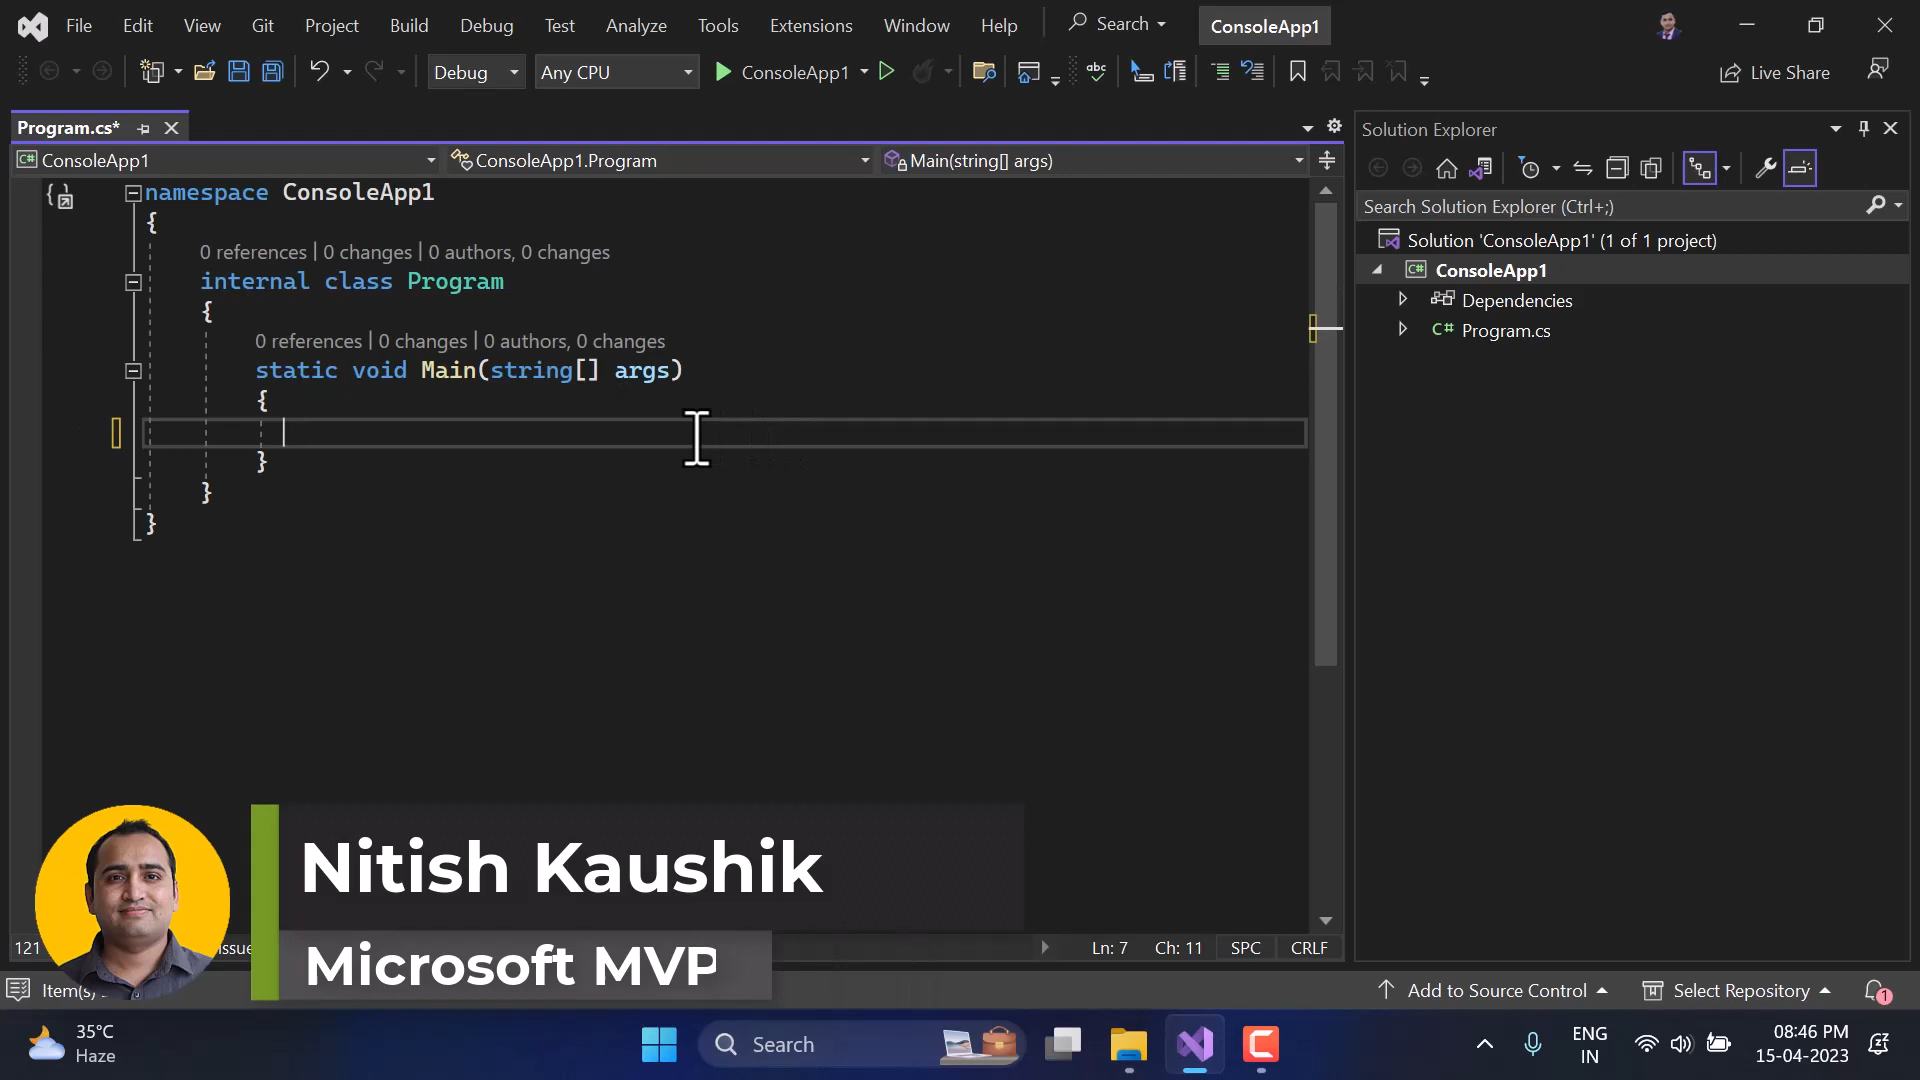 File Edit View Git Project Build Debug Test Analyze Tools Extensions Window Help Search ConsoleApp1
Debug Any CPU ConsoleApp1 Live Share
Program.cs*
ConsoleApp1 ConsoleApp1.Program Main(string[] args)
namespace ConsoleApp1
{
0 references | 0 changes | 0 authors, 0 changes
internal class Program
{
0 references | 0 changes | 0 authors, 0 changes
static void Main(string[] args)
{
}
}
}
Solution Explorer
Search Solution Explorer (Ctrl+;)
Solution 'ConsoleApp1' (1 of 1 project)
C# ConsoleApp1
Dependencies
C# Program.cs
Nitish Kaushik
Microsoft MVP
121 Ln: 7 Ch: 11 SPC CRLF
Item(s) Add to Source Control Select Repository 1
35°C
Haze
Search
ENG
IN
08:46 PM
15-04-2023